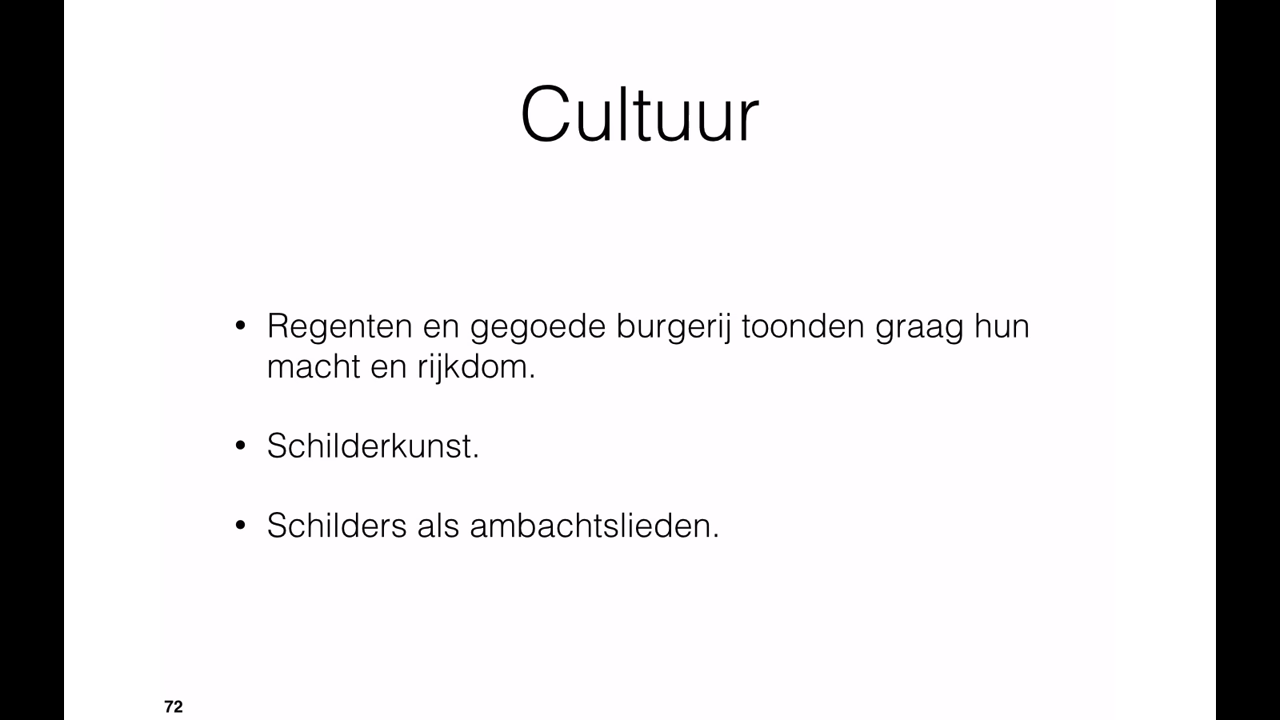 Cultuur
• Regenten en gegoede burgerij toonden graag hun
macht en rijkdom.
• Schilderkunst.
• Schilders als ambachtslieden.
72